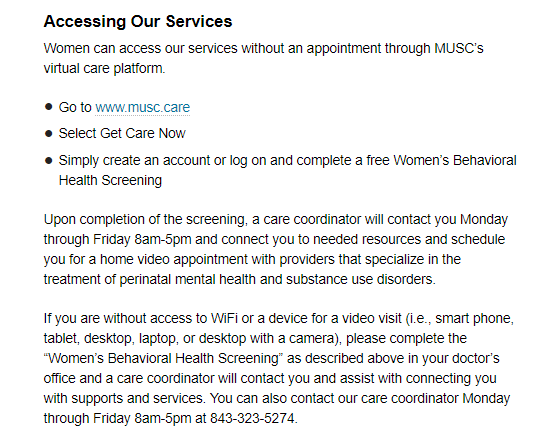 Accessing Our Services
Women can access our services without an appointment through MUSC's
virtual care platform.
● Go to www.musc.care
● Select Get Care Now
● Simply create an account or log on and complete a free Women's Behavioral
Health Screening
Upon completion of the screening, a care coordinator will contact you Monday
through Friday 8am-5pm and connect you to needed resources and schedule
you for a home video appointment with providers that specialize in the
treatment of perinatal mental health and substance use disorders.
If you are without access to WiFi or a device for a video visit (i.e., smart phone,
tablet, desktop, laptop, or desktop with a camera), please complete the
“Women's Behavioral Health Screening” as described above in your doctor's
office and a care coordinator will contact you and assist with connecting you
with supports and services. You can also contact our care coordinator Monday
through Friday 8am-5pm at 843-323-5274.